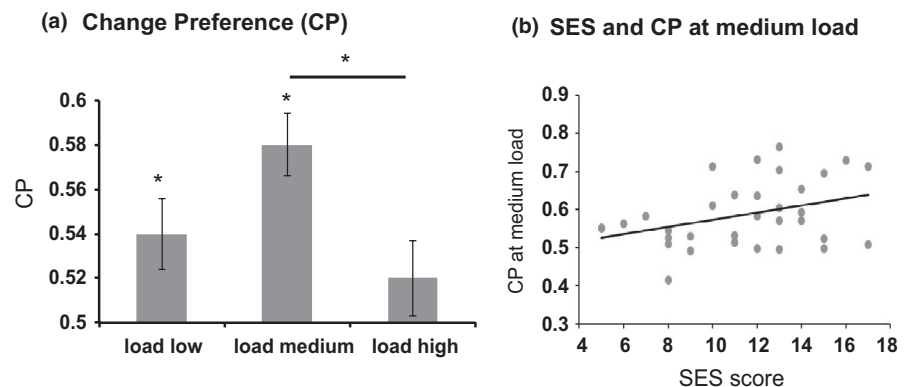 (a) Change Preference (CP)
*
0.6
0.58
0.56
0.54
0.52
0.5
CP
*
*
load low
load medium
load high
(b) SES and CP at medium load
0.9
0.8
0.7
0.6
0.5
0.4
0.3
CP at medium load
4 6 8 10 12 14 16 18
SES score